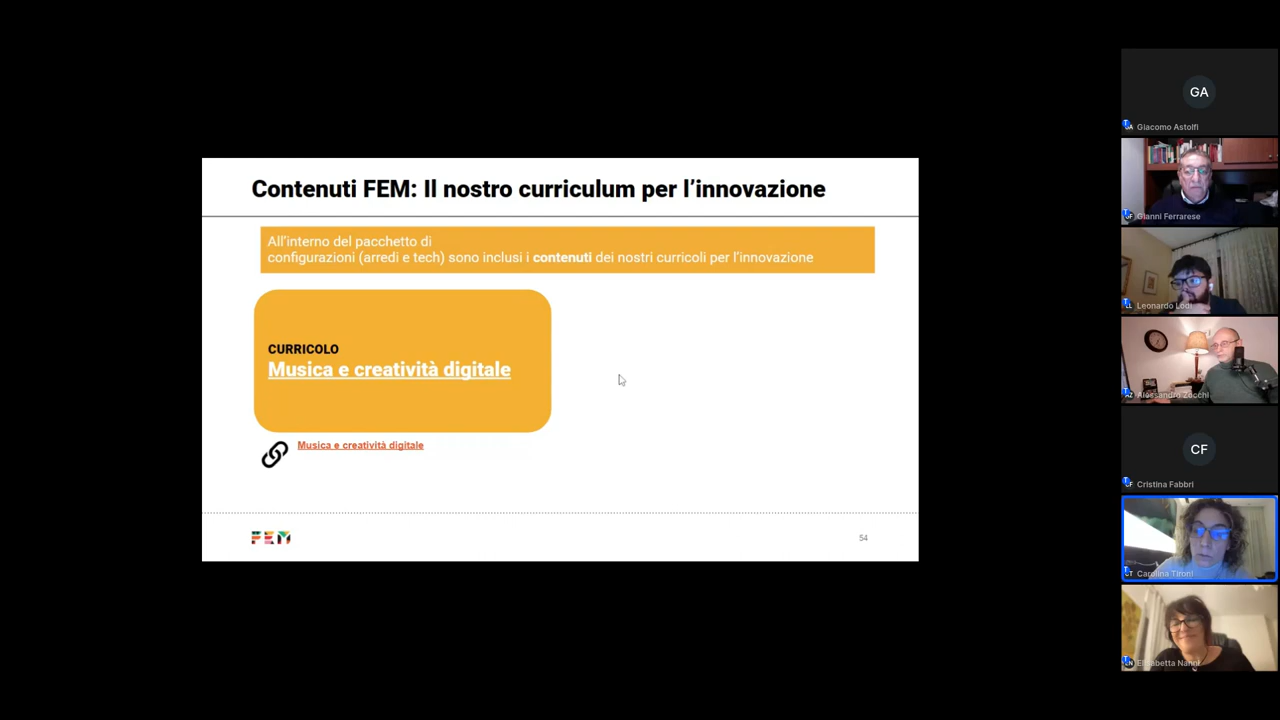 Contenuti FEM: Il nostro curriculum per l’innovazione
All’interno del pacchetto di
configurazioni (arredi e tech) sono inclusi i contenuti dei nostri curricoli per l’innovazione
CURRICOLO
Musica e creatività digitale
Musica e creatività digitale
FEM
54
GA
Giacomo Astolfi
Gianni Ferrarese
Leonardo Lodi
Alessandro Zocchi
CF
Cristina Fabbri
Carolina Tironi
Elisabetta Nanni